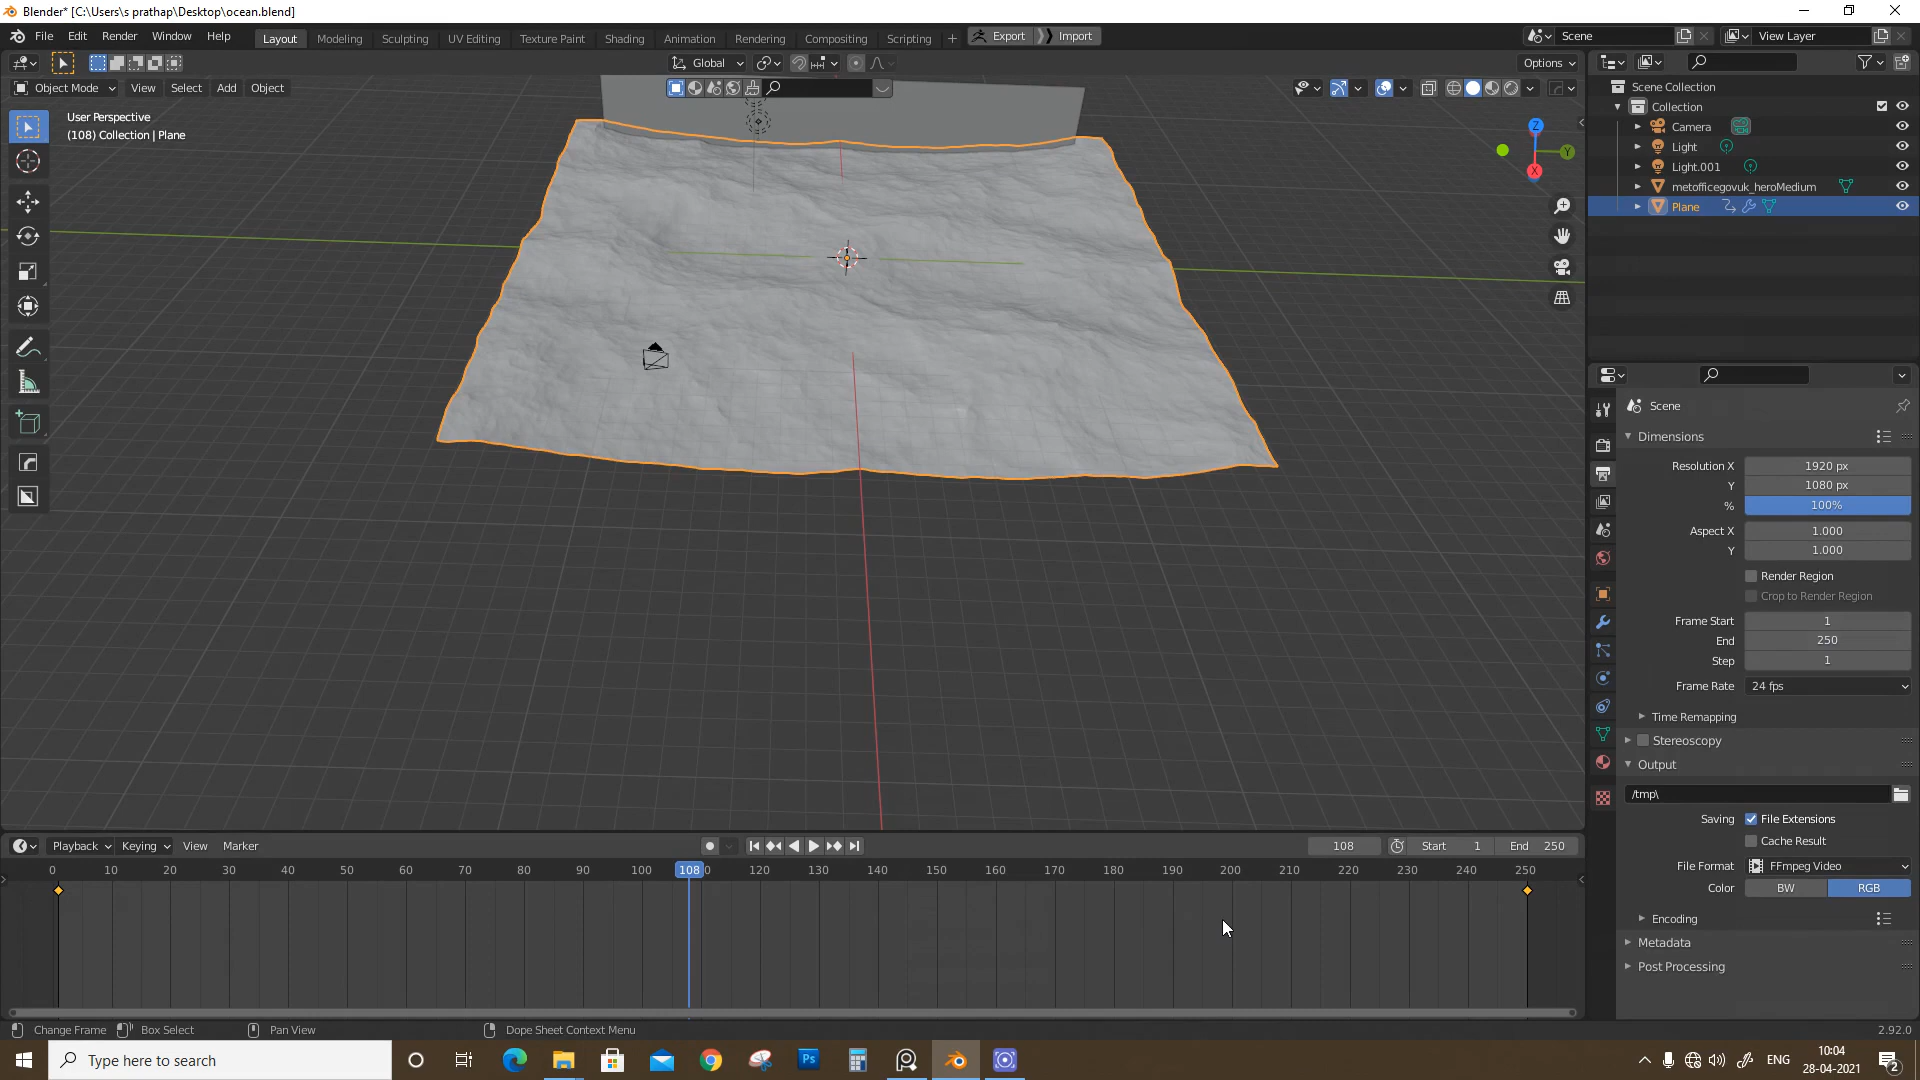 Blender* [C:\Users\s prathap\Desktop\ocean.blend]
File Edit Render Window Help Layout Modeling Sculpting UV Editing Texture Paint Shading Animation Rendering Compositing Scripting + Export Import Scene View Layer
Global Options
Object Mode View Select Add Object
User Perspective
(108) Collection | Plane
Z
Y
X
Scene Collection
Collection
Camera
Light
Light.001
metofficegovuk_heroMedium
Plane
Scene
Dimensions
Resolution X 1920 px
Y 1080 px
% 100%
Aspect X 1.000
Y 1.000
Render Region
Crop to Render Region
Frame Start 1
End 250
Step 1
Frame Rate 24 fps
Time Remapping
Stereoscopy
Output
/tmp\
Saving File Extensions
Cache Result
File Format FFmpeg Video
Color BW RGB
Encoding
Metadata
Post Processing
Playback Keying View Marker 108 Start 1 End 250
0 10 20 30 40 50 60 70 80 90 100 108 0 120 130 140 150 160 170 180 190 200 210 220 230 240 250
Change Frame Box Select Pan View Dope Sheet Context Menu 2.92.0
Type here to search Ps ENG 10:04
28-04-2021 2